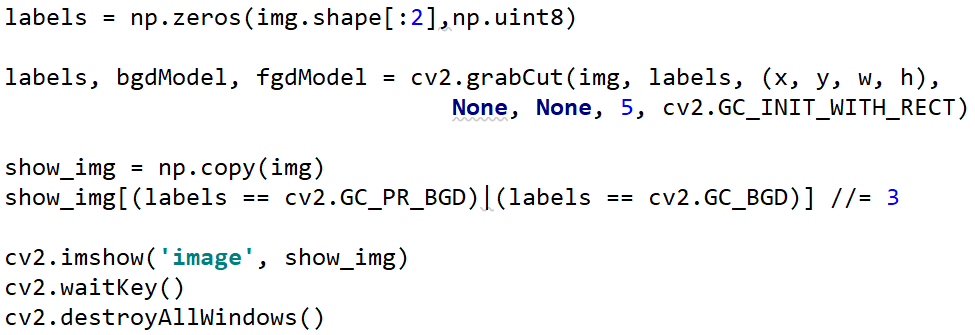 labels = np.zeros(img.shape[:2],np.uint8)
labels, bgdModel, fgdModel = cv2.grabCut(img, labels, (x, y, w, h),
None, None, 5, cv2.GC_INIT_WITH_RECT)
show_img = np.copy(img)
show_img[(labels == cv2.GC_PR_BGD)|(labels == cv2.GC_BGD)] //= 3
cv2.imshow('image', show_img)
cv2.waitKey()
cv2.destroyAllWindows()